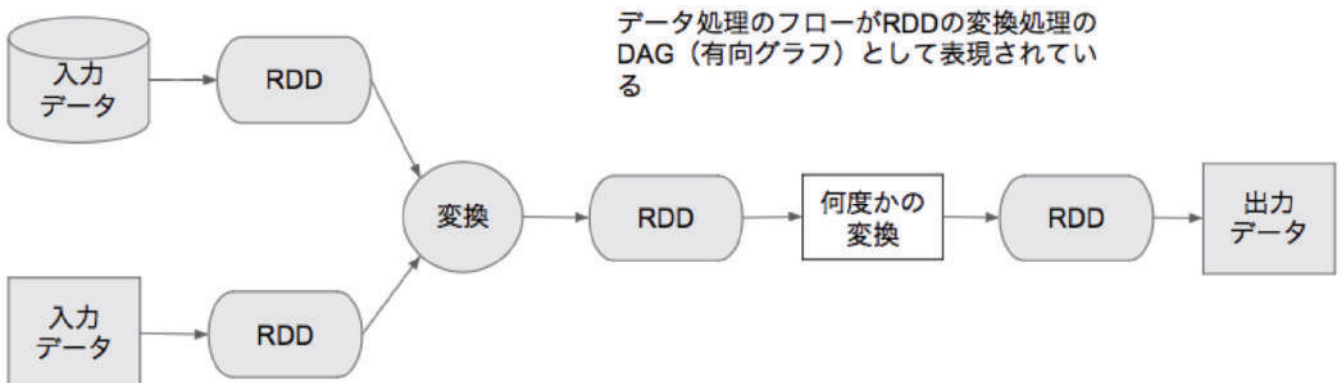 データ処理のフローがRDDの変換処理の
DAG（有向グラフ）として表現されてい
る
入力
データ
RDD
変換
RDD
何度かの
変換
RDD
出力
データ
入力
データ
RDD